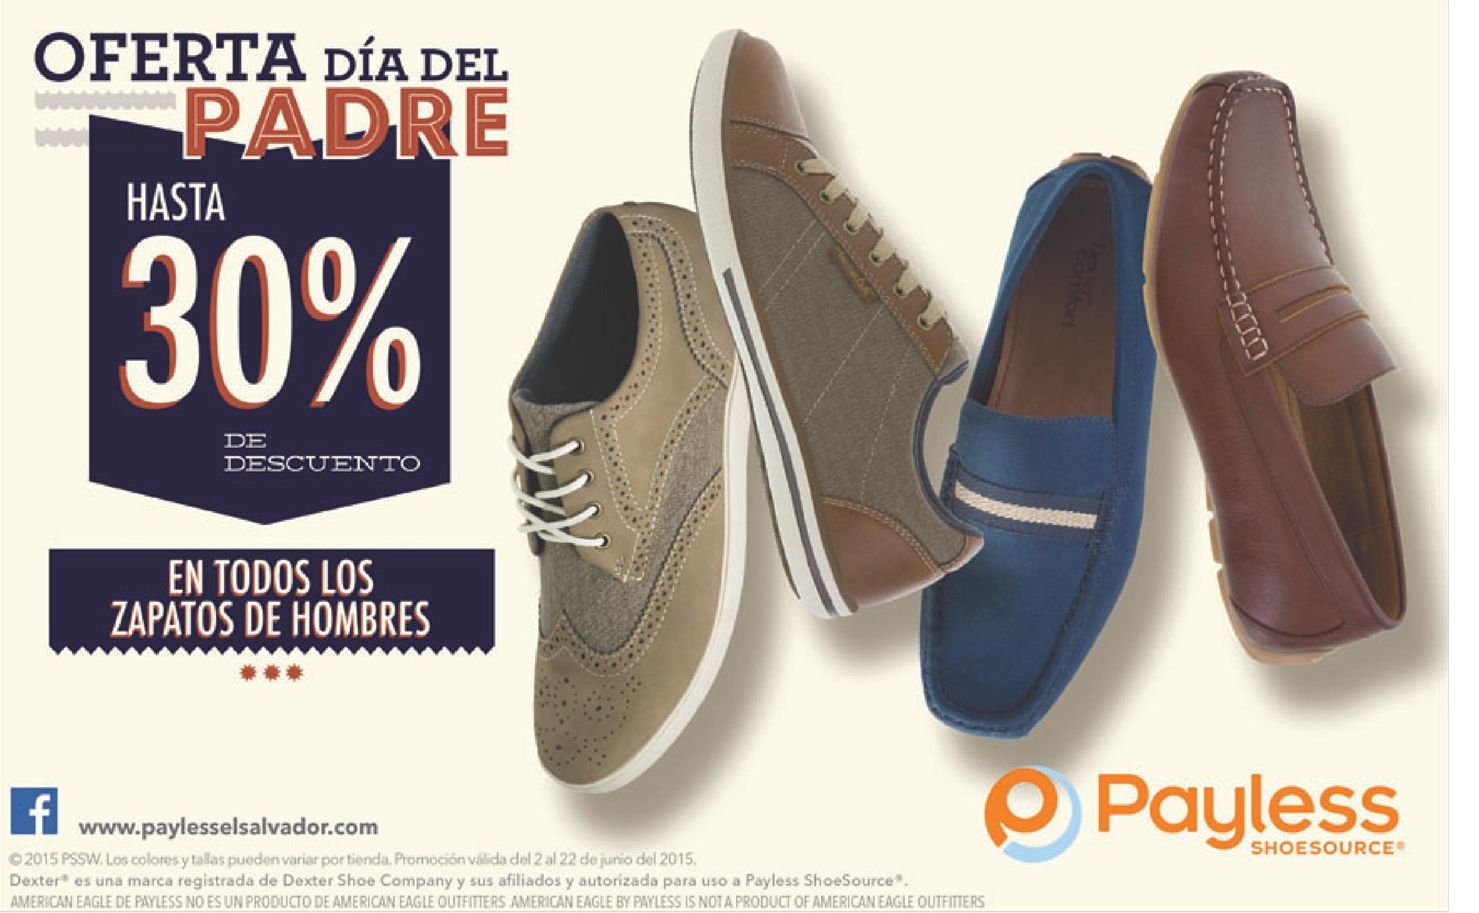 OFERTA DÍA DEL
PADRE
HASTA
30%
DE
DESCUENTO
EN TODOS LOS
ZAPATOS DE HOMBRES
Dexter
comfort
Payless
SHOESOURCE®
f
www.paylesselsalvador.com
© 2015 PSSW. Los colores y tallas pueden variar por tienda. Promoción válida del 2 al 22 de junio del 2015.
Dexter® es una marca registrada de Dexter Shoe Company y sus afiliados y autorizada para uso a Payless ShoeSource®.
AMERICAN EAGLE DE PAYLESS NO ES UN PRODUCTO DE AMERICAN EAGLE OUTFITTERS AMERICAN EAGLE BY PAYLESS IS NOT A PRODUCT OF AMERICAN EAGLE OUTFITTERS